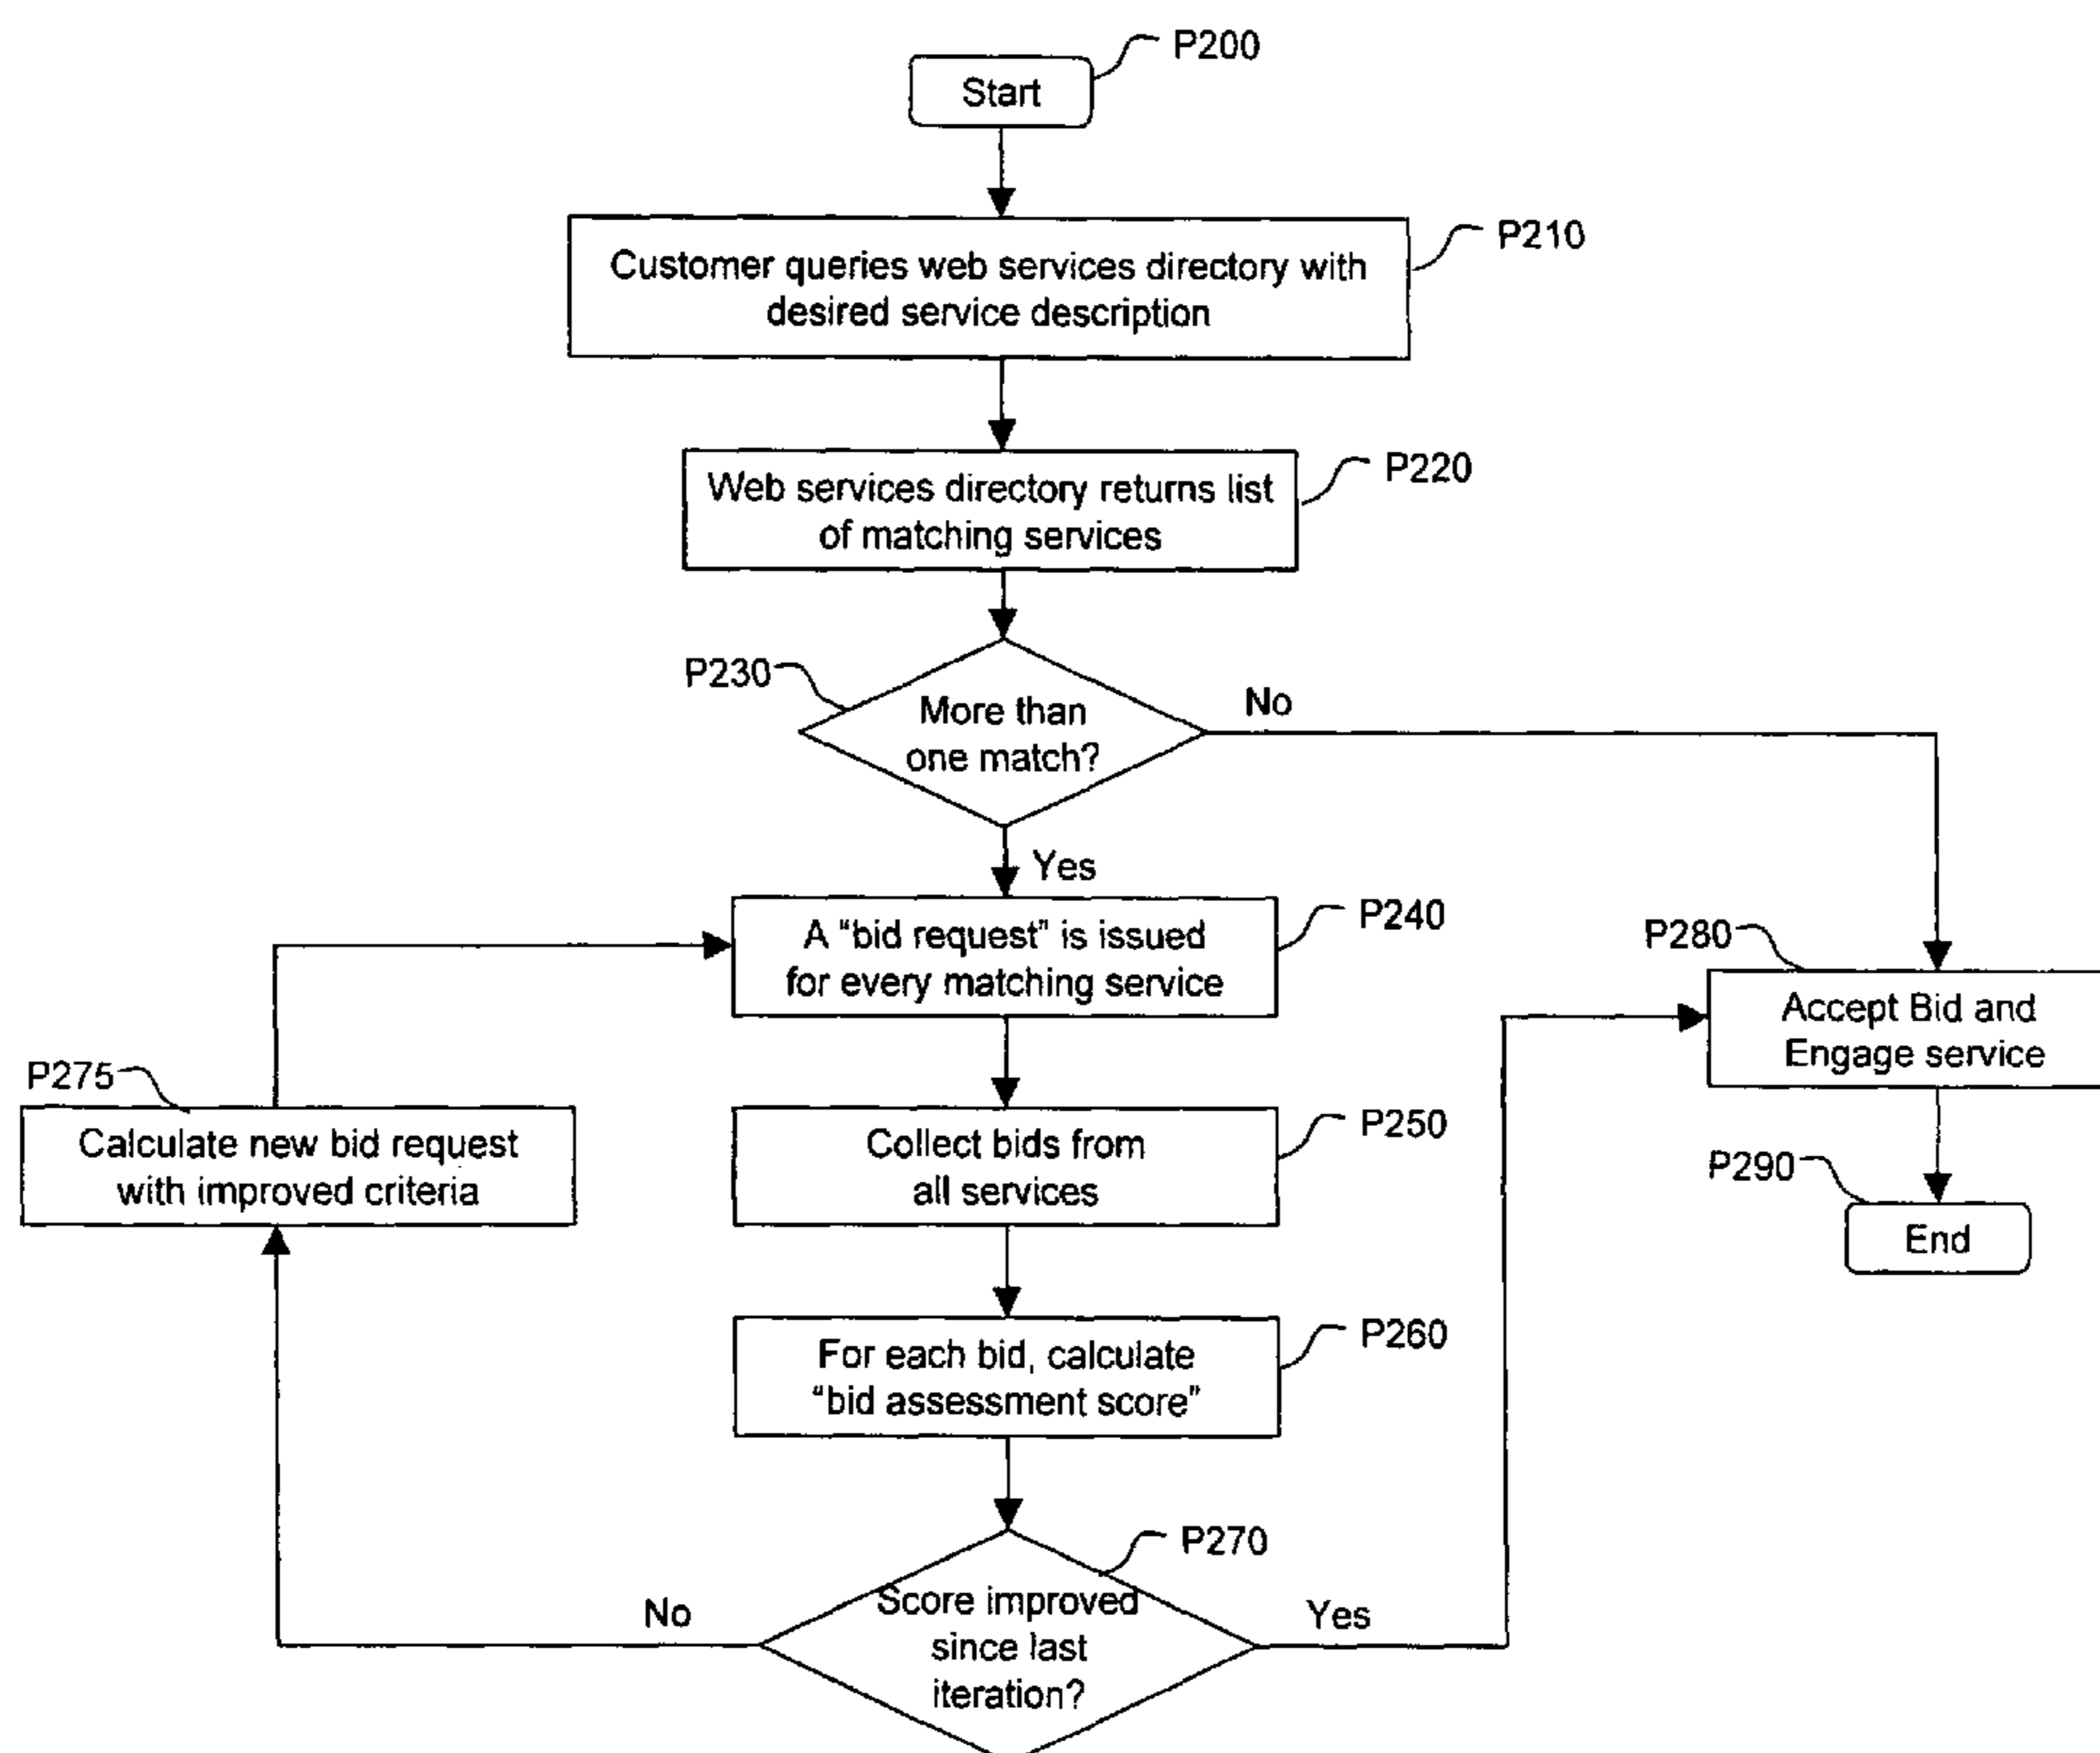 P200
Start
P210
Customer queries web services directory with
desired service description
P220
Web services directory returns list
of matching services
P230
More than
one match?
No
Yes
P240
A “bid request” is issued
for every matching service
P280
Accept Bid and
Engage service
P275
Calculate new bid request
with improved criteria
P250
Collect bids from
all services
P290
End
P260
For each bid, calculate
“bid assessment score”
P270
Score improved
since last
iteration?
No
Yes